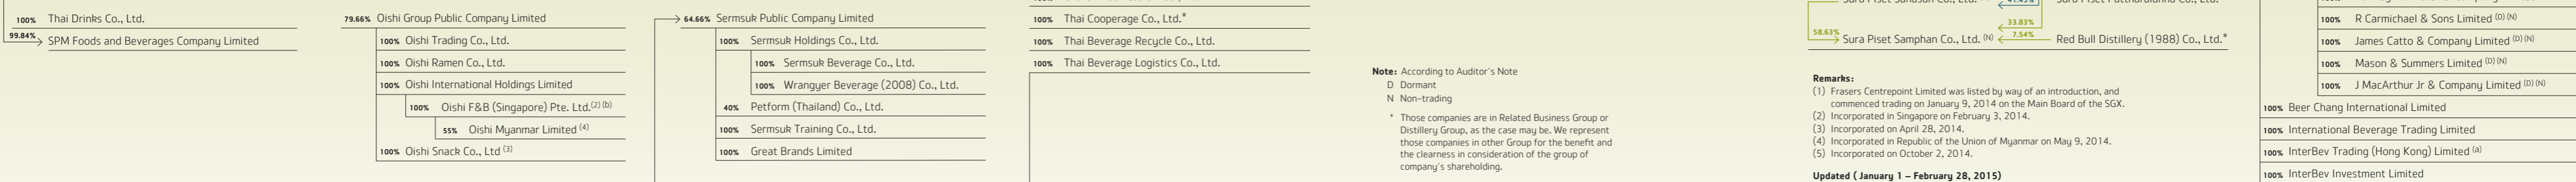 100% Thai Drinks Co., Ltd.
99.84% SPM Foods and Beverages Company Limited
79.66% Oishi Group Public Company Limited
100% Oishi Trading Co., Ltd.
100% Oishi Ramen Co., Ltd.
100% Oishi International Holdings Limited
100% Oishi F&B (Singapore) Pte. Ltd.(2) (b)
55% Oishi Myanmar Limited (4)
100% Oishi Snack Co., Ltd (3)
64.66% Sermsuk Public Company Limited
100% Sermsuk Holdings Co., Ltd.
100% Sermsuk Beverage Co., Ltd.
100% Wrangyer Beverage (2008) Co., Ltd.
40% Petform (Thailand) Co., Ltd.
100% Sermsuk Training Co., Ltd.
100% Great Brands Limited
100% Thai Cooperage Co., Ltd.*
100% Thai Beverage Recycle Co., Ltd.
100% Thai Beverage Logistics Co., Ltd.
Note: According to Auditor's Note
D Dormant
N Non-trading
* Those companies are in Related Business Group or
Distillery Group, as the case may be. We represent
those companies in other Group for the benefit and
the clearness in consideration of the group of
company's shareholding.
33.83%
58.63% Sura Piset Samphan Co., Ltd. (N) 7.54% Red Bull Distillery (1988) Co., Ltd.*
Remarks:
(1) Frasers Centrepoint Limited was listed by way of an introduction, and
commenced trading on January 9, 2014 on the Main Board of the SGX.
(2) Incorporated in Singapore on February 3, 2014.
(3) Incorporated on April 28, 2014.
(4) Incorporated in Republic of the Union of Myanmar on May 9, 2014.
(5) Incorporated on October 2, 2014.
Updated ( January 1 – February 28, 2015)
100% R Carmichael & Sons Limited (D) (N)
100% James Catto & Company Limited (D) (N)
100% Mason & Summers Limited (D) (N)
100% J MacArthur Jr & Company Limited (D) (N)
100% Beer Chang International Limited
100% International Beverage Trading Limited
100% InterBev Trading (Hong Kong) Limited (a)
100% InterBev Investment Limited